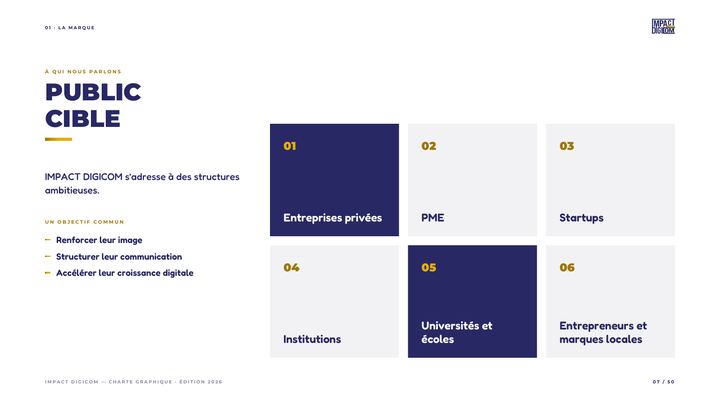 01 · LA MARQUE
IMPACT
DIGICOM
À QUI NOUS PARLONS
PUBLIC
CIBLE
IMPACT DIGICOM s'adresse à des structures
ambitieuses.
UN OBJECTIF COMMUN
Renforcer leur image
Structurer leur communication
Accélérer leur croissance digitale
01
Entreprises privées
02
PME
03
Startups
04
Institutions
05
Universités et
écoles
06
Entrepreneurs et
marques locales
IMPACT DIGICOM — CHARTE GRAPHIQUE · ÉDITION 2026
07 / 50